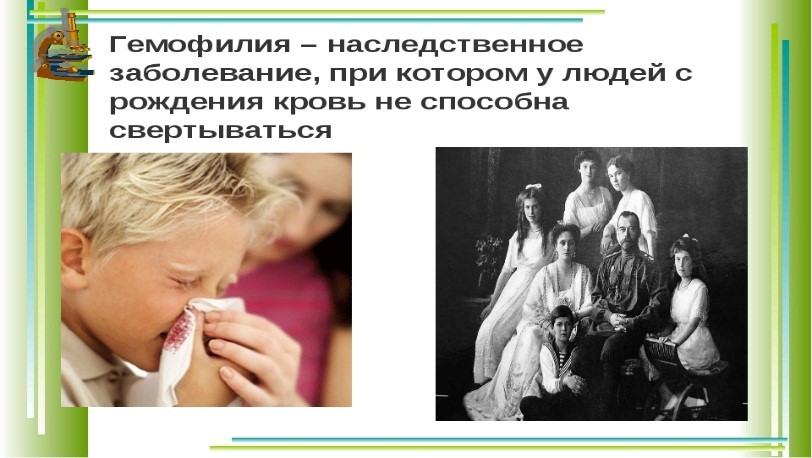 Гемофилия – наследственное
заболевание, при котором у людей с
рождения кровь не способна
свертываться